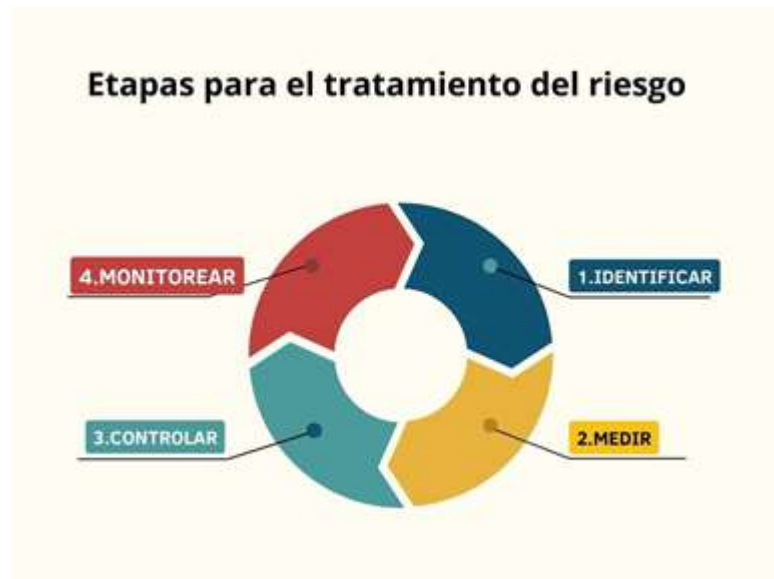 Etapas para el tratamiento del riesgo
1.IDENTIFICAR
2.MEDIR
3.CONTROLAR
4.MONITOREAR